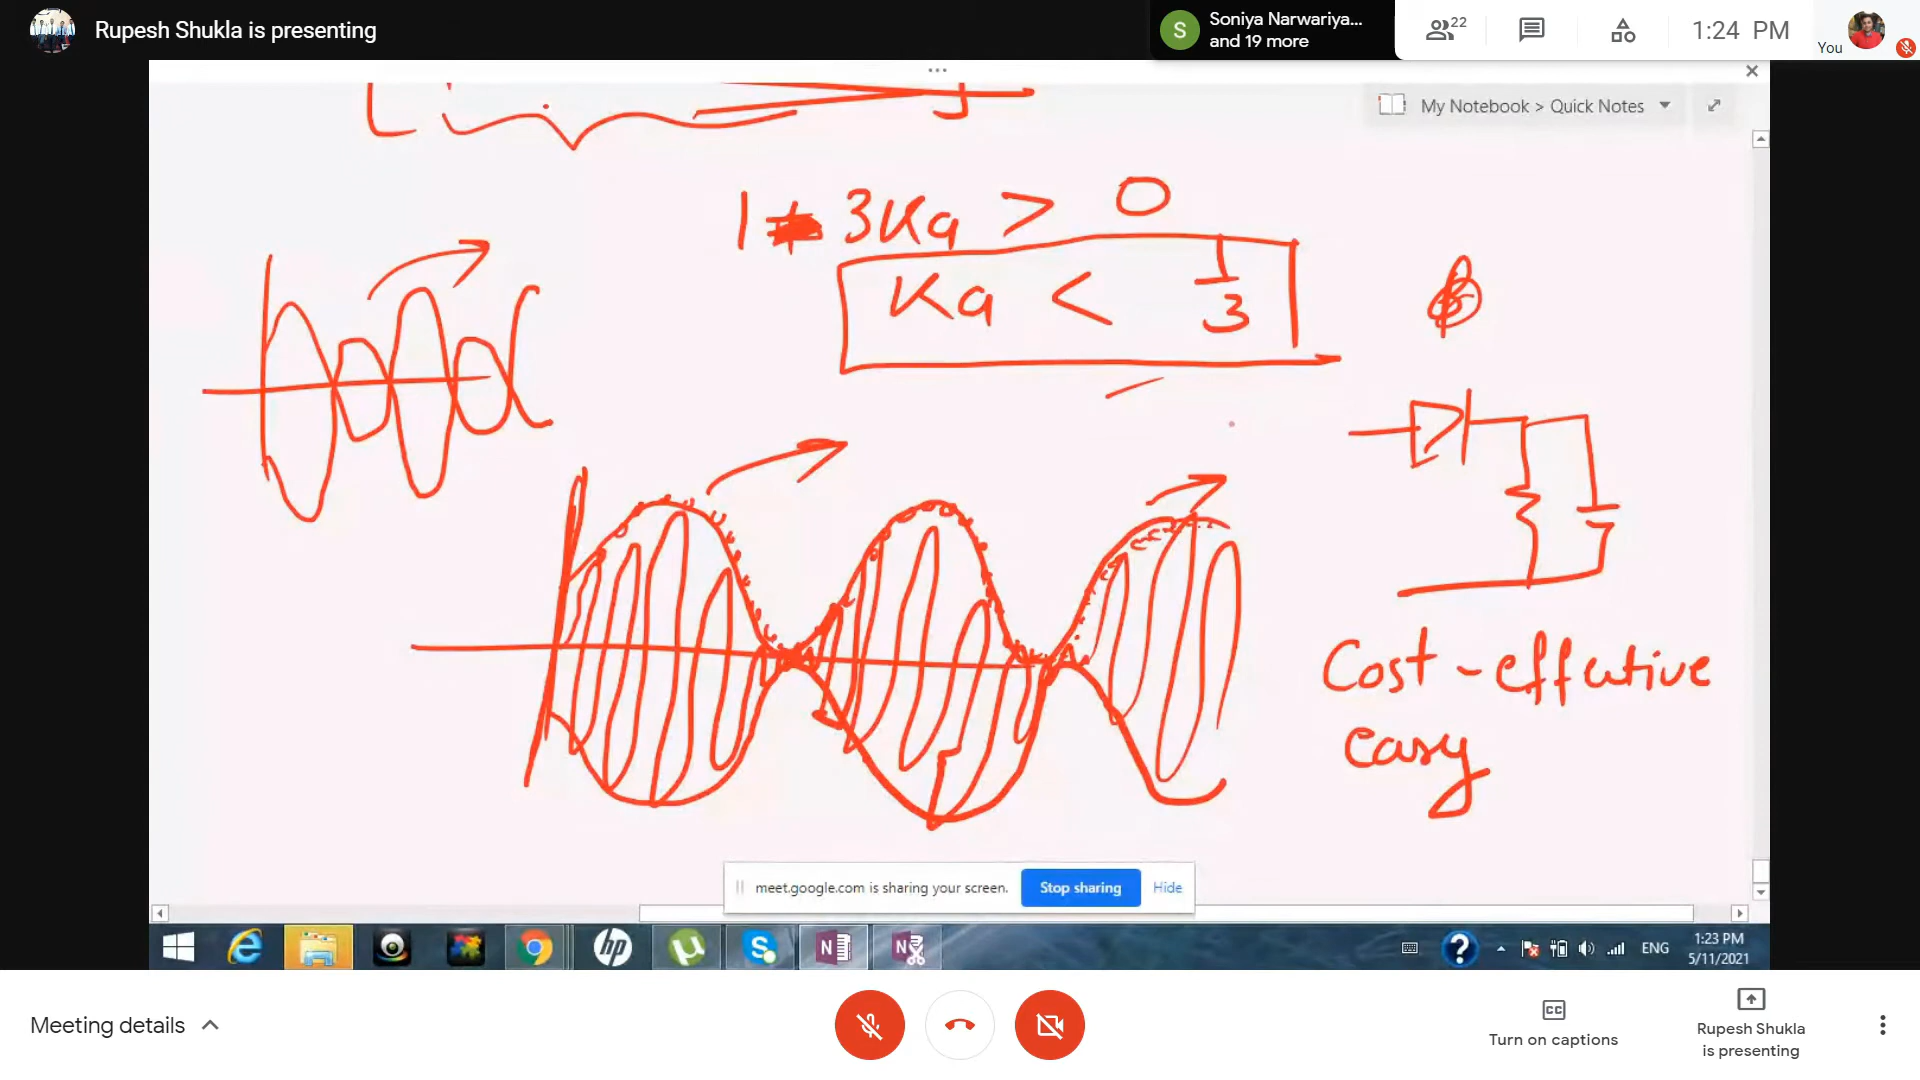 Rupesh Shukla is presenting
S
Soniya Narwariya...
and 19 more
22
1:24 PM
You
My Notebook > Quick Notes
3Ka > 0
Ka < 1/3
Cost-effective
easy
meet.google.com is sharing your screen.
Stop sharing
Hide
hp
ENG
1:23 PM
5/11/2021
Meeting details
CC
Turn on captions
Rupesh Shukla
is presenting